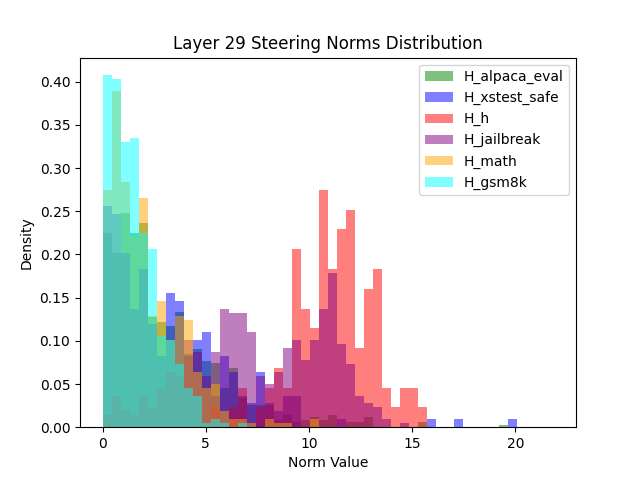 Layer 29 Steering Norms Distribution
H_alpaca_eval
H_xstest_safe
H_h
H_jailbreak
H_math
H_gsm8k
0.40
0.35
0.30
0.25
0.20
0.15
0.10
0.05
0.00
Density
0
5
10
15
20
Norm Value